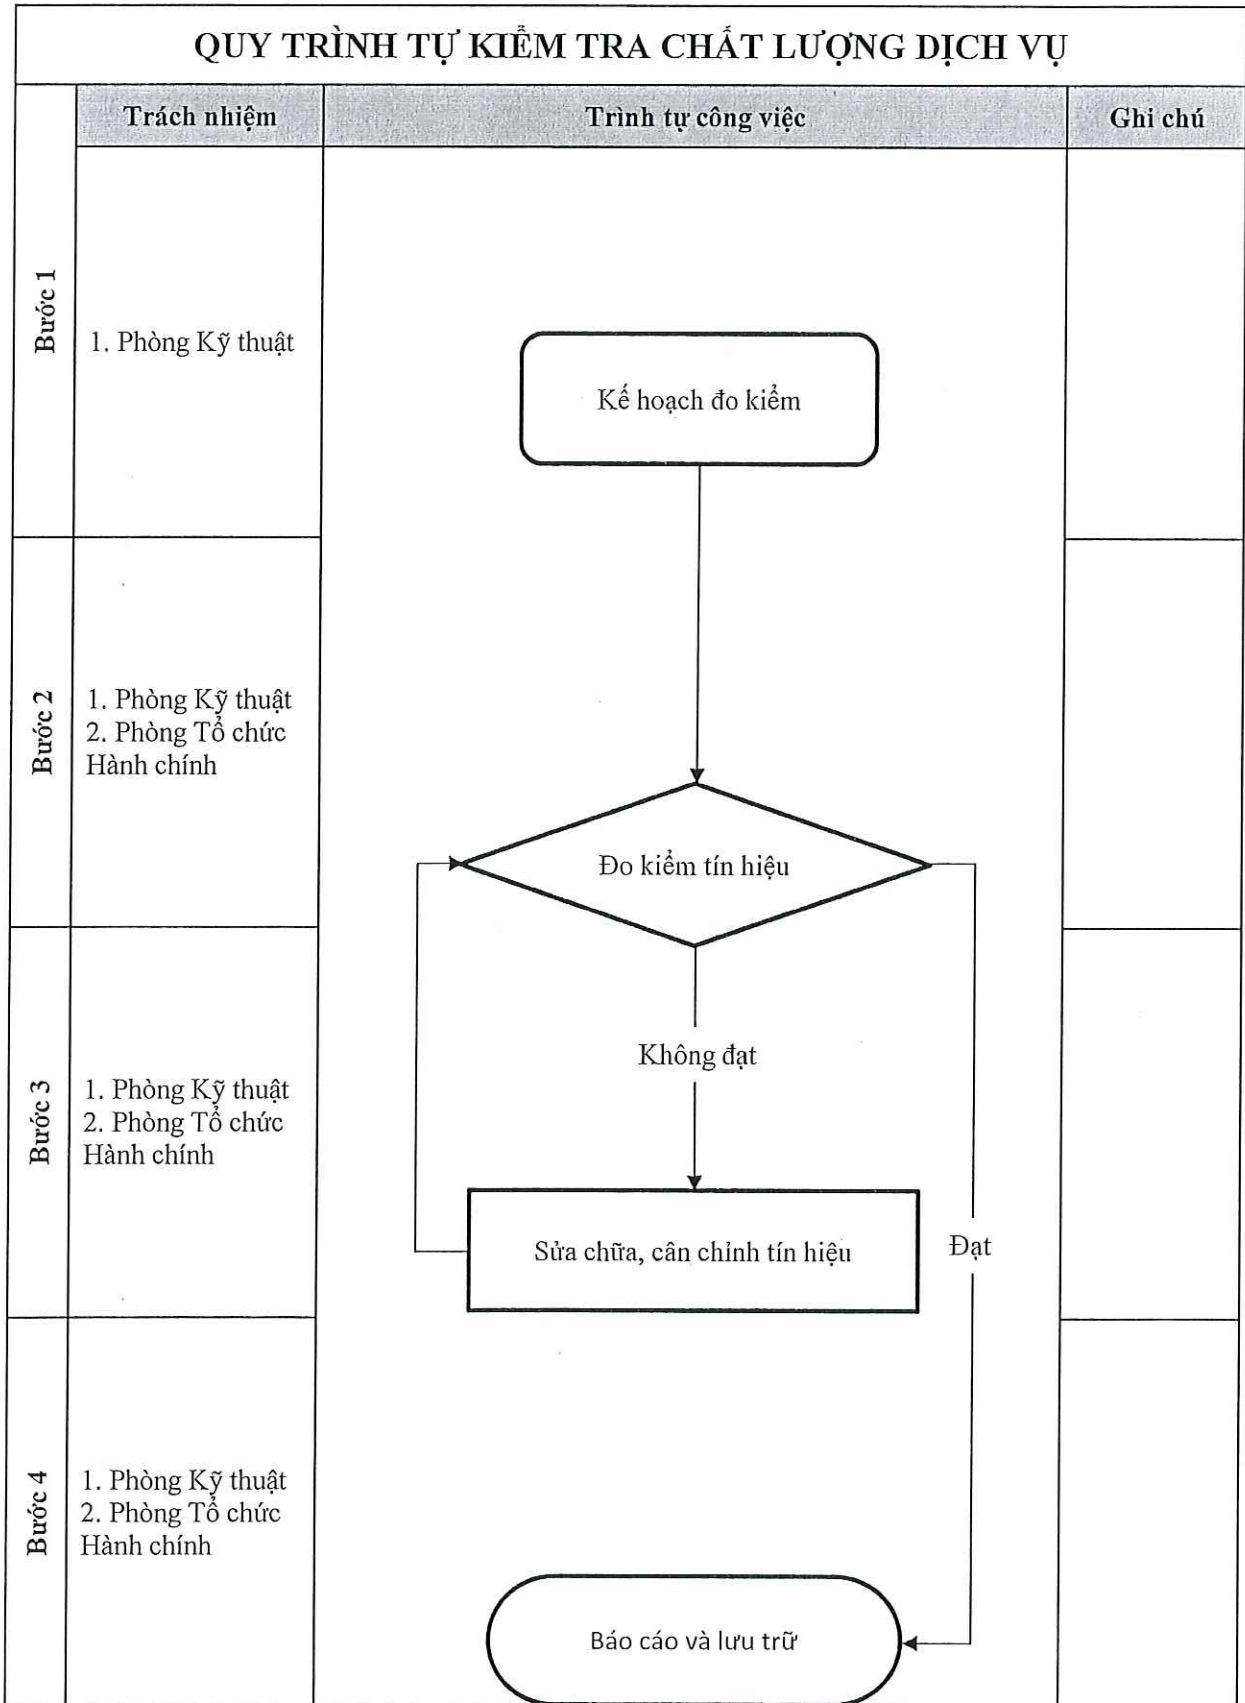 QUY TRÌNH TỰ KIỂM TRA CHẤT LƯỢNG DỊCH VỤ
Trách nhiệm
Trình tự công việc
Ghi chú
Bước 1
1. Phòng Kỹ thuật
Kế hoạch đo kiểm
Bước 2
1. Phòng Kỹ thuật
2. Phòng Tổ chức
Hành chính
Đo kiểm tín hiệu
Không đạt
Bước 3
1. Phòng Kỹ thuật
2. Phòng Tổ chức
Hành chính
Sửa chữa, cân chỉnh tín hiệu
Đạt
Bước 4
1. Phòng Kỹ thuật
2. Phòng Tổ chức
Hành chính
Báo cáo và lưu trữ